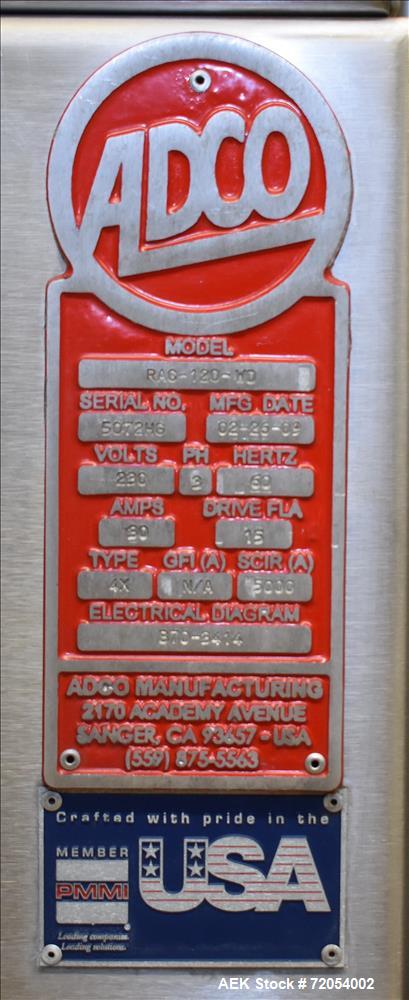 ADCO
MODEL
RAG-120-WD
SERIAL NO. MFG DATE
5072HG 02-26-09
VOLTS PH HERTZ
230 3 60
AMPS DRIVE FLA
30 15
TYPE GFI (A) SCIR (A)
4X N/A 5000
ELECTRICAL DIAGRAM
370-3414
ADCO MANUFACTURING
2170 ACADEMY AVENUE
SANGER, CA 93657 - USA
(559) 875-5563
Crafted with pride in the
MEMBER
PMMI
USA
Leading companies.
Leading solutions.
AEK Stock #72054002